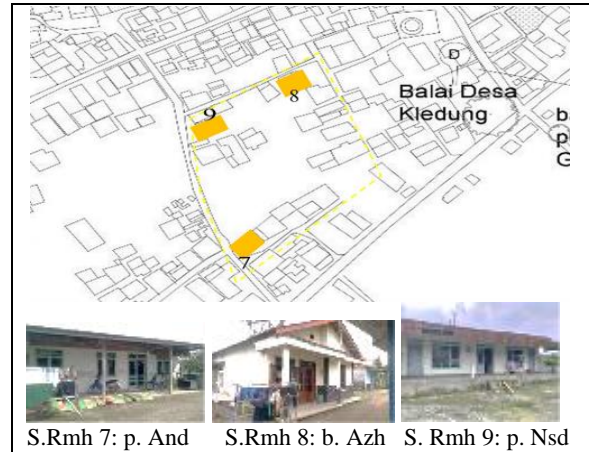 D
8
9
Balai Desa
Kledung
b
p
G
7
S.Rmh 7: p. And
S.Rmh 8: b. Azh
S. Rmh 9: p. Nsd